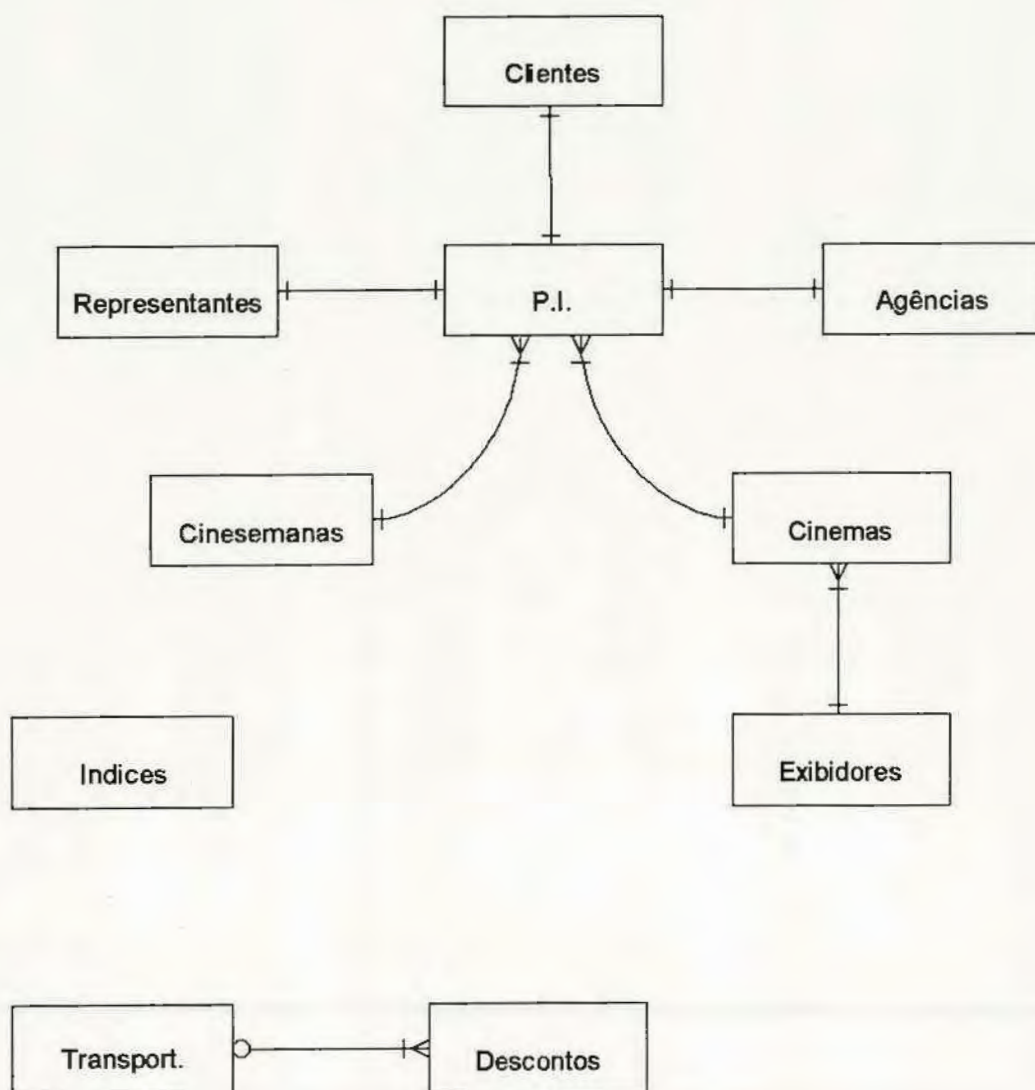 Clientes
Representantes
P.I.
Agências
Cinesemanas
Cinemas
Indices
Exibidores
Transport.
Descontos